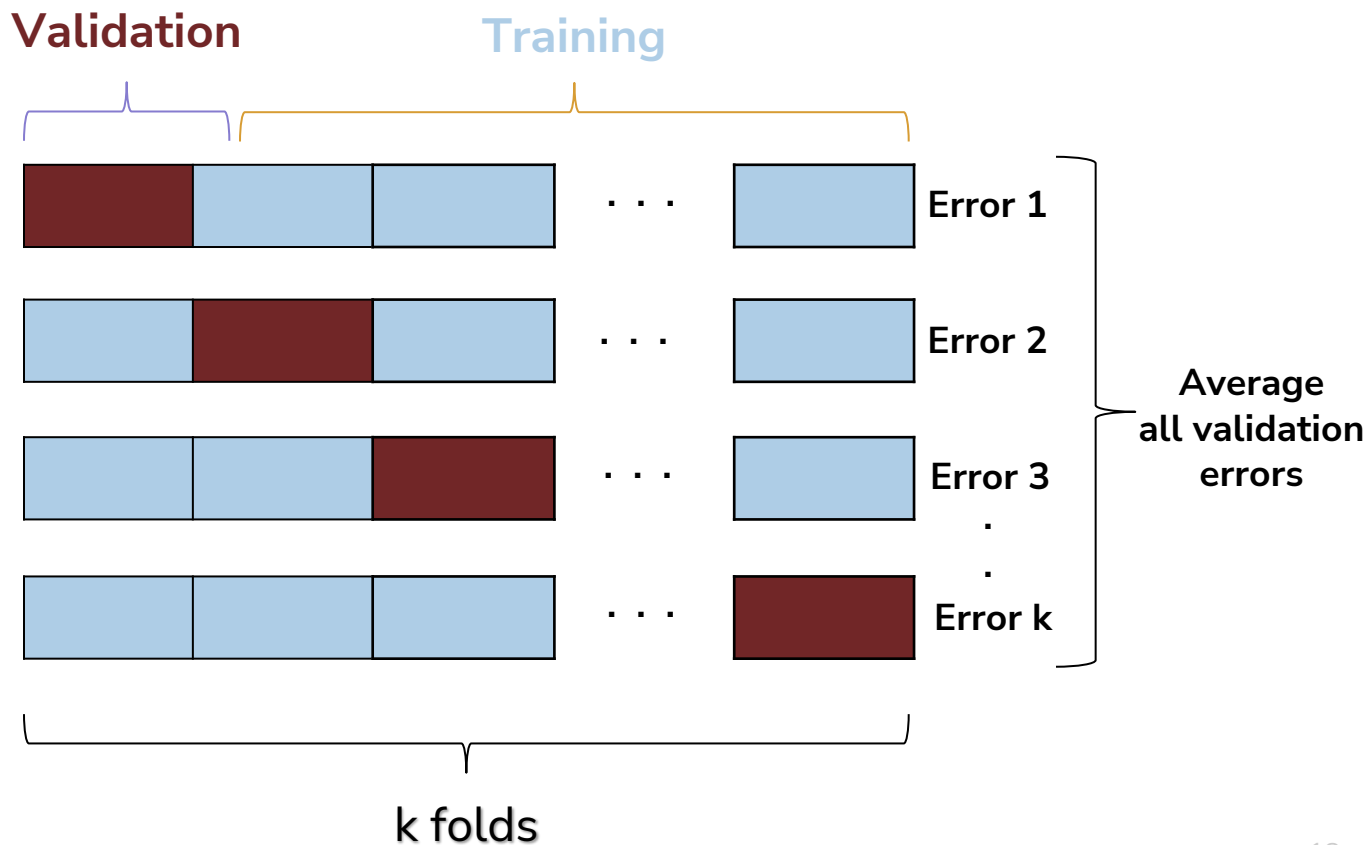 Validation
Training
. . .
Error 1
. . .
Error 2
Average
all validation
errors
. . .
Error 3
.
.
. . .
Error k
k folds